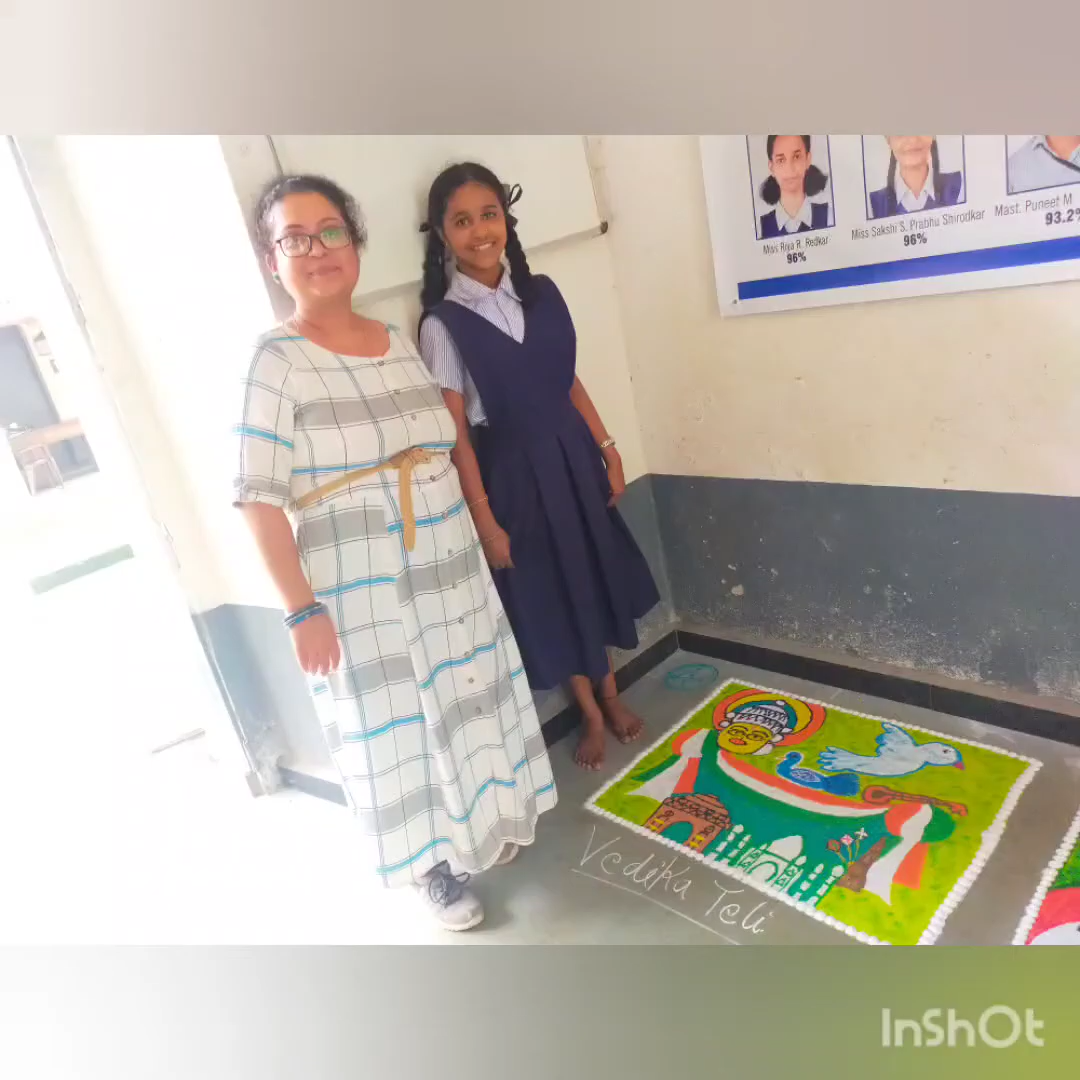 Miss Riya R. Redkar
96%
Miss Sakshi S. Prabhu Shirodkar
96%
Mast. Puneet M
93.2%
Vedika Teli
InShOt